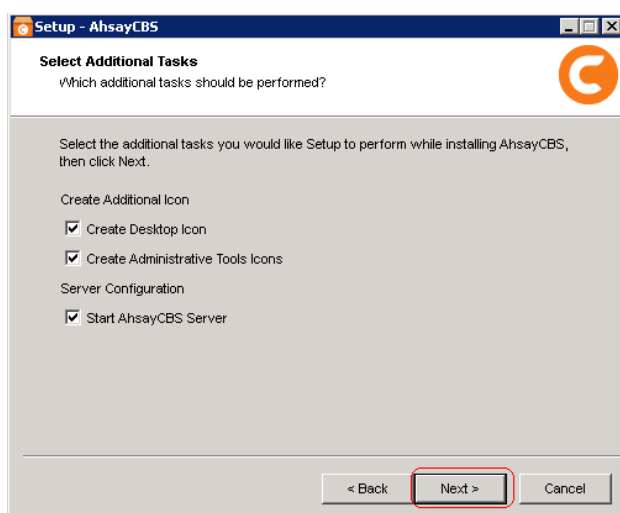 Setup - AhsayCBS
Select Additional Tasks
Which additional tasks should be performed?
Select the additional tasks you would like Setup to perform while installing AhsayCBS,
then click Next.
Create Additional Icon
Create Desktop Icon
Create Administrative Tools Icons
Server Configuration
Start AhsayCBS Server
< Back Next > Cancel